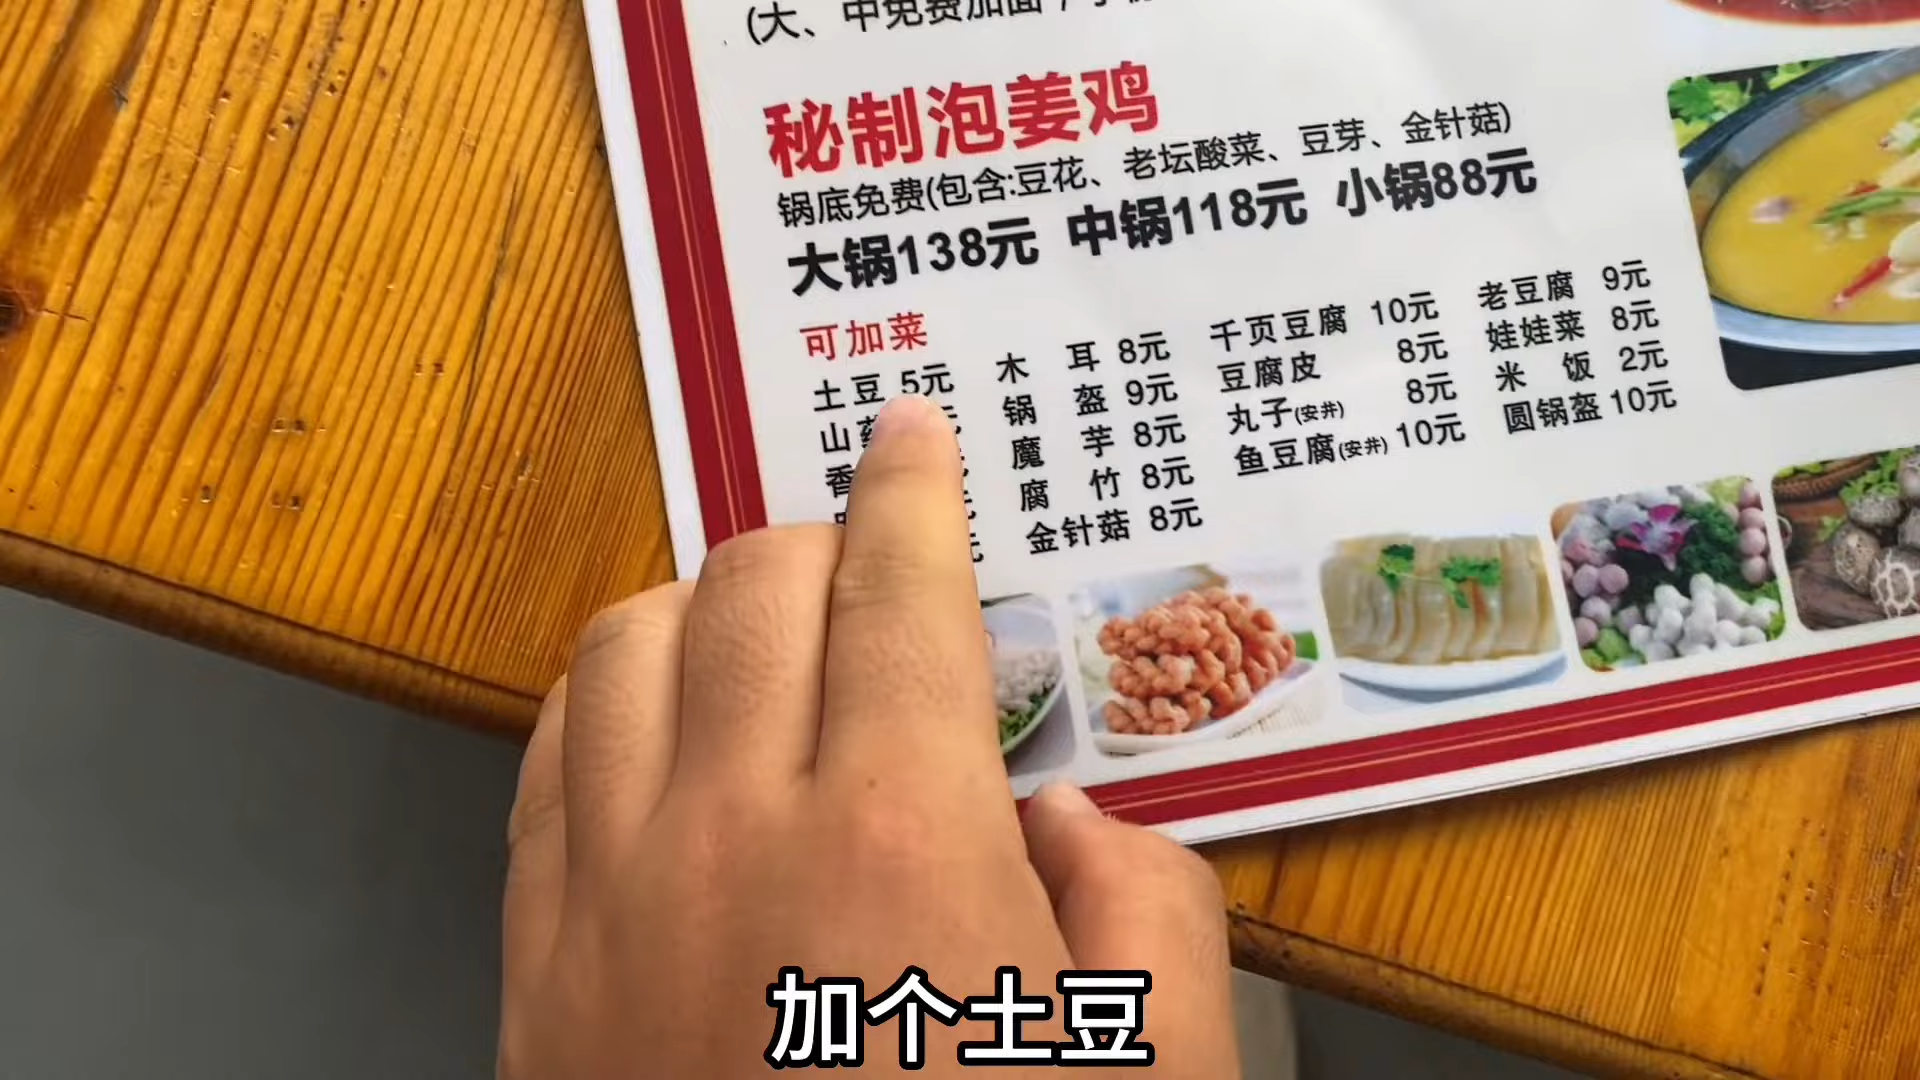 (大、中免费加面
秘制泡姜鸡
锅底免费(包含:豆花、老坛酸菜、豆芽、金针菇)
大锅138元 中锅118元 小锅88元
可加菜
土豆 5元 木耳 8元 千页豆腐 10元 老豆腐 9元
山 锅盔 9元 豆腐皮 8元 娃娃菜 8元
香 魔芋 8元 丸子(安井) 8元 米饭 2元
腐竹 8元 鱼豆腐(安井) 10元 圆锅盔 10元
金针菇 8元
加个土豆